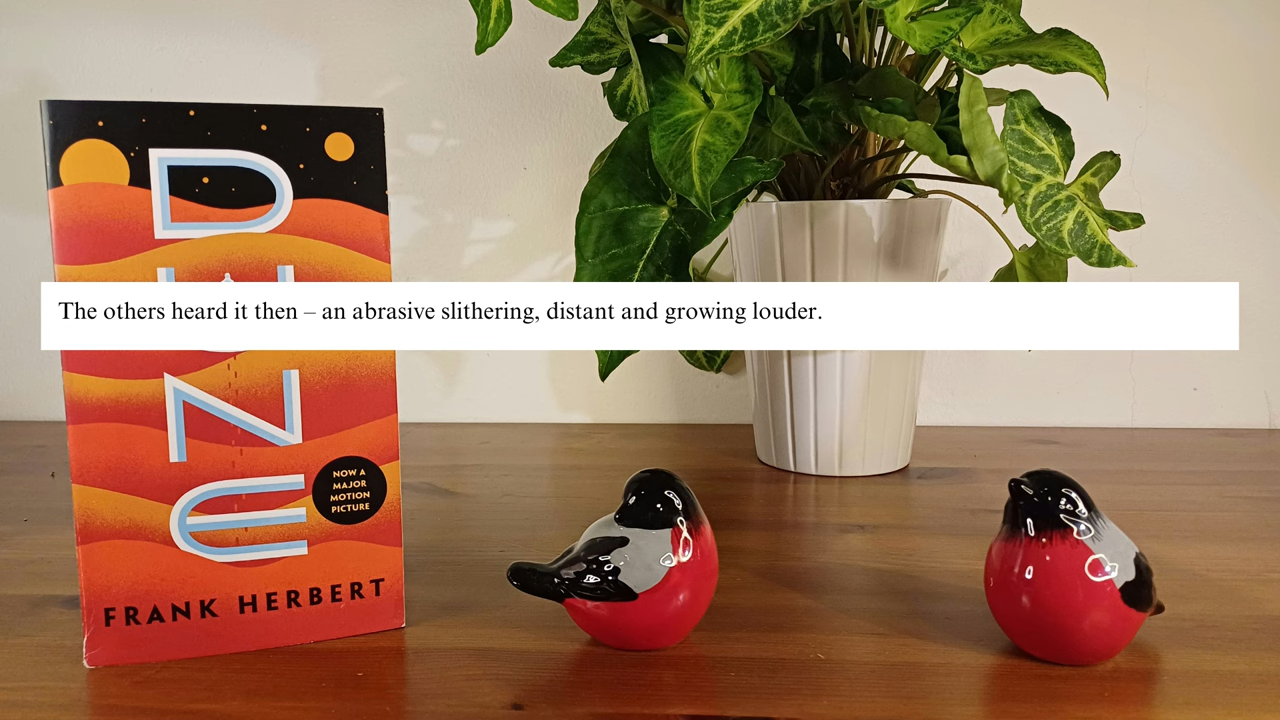 DUNE
The others heard it then – an abrasive slithering, distant and growing louder.
NOW A
MAJOR
MOTION
PICTURE
FRANK HERBERT